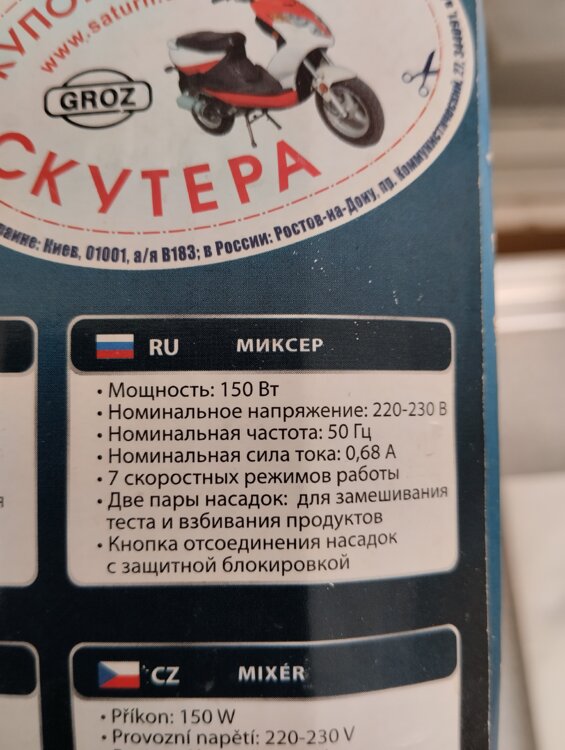 www.saturn
GROZ
СКУТЕРА
Киев, 01001, а/я В183; в России: Ростов-на-Дону, пр. Коммунистический, 22
RU МИКСЕР
• Мощность: 150 Вт
• Номинальное напряжение: 220-230 В
• Номинальная частота: 50 Гц
• Номинальная сила тока: 0,68 А
• 7 скоростных режимов работы
• Две пары насадок: для замешивания
теста и взбивания продуктов
• Кнопка отсоединения насадок
с защитной блокировкой
CZ MIXÉR
• Příkon: 150 W
• Provozní napětí: 220-230 V